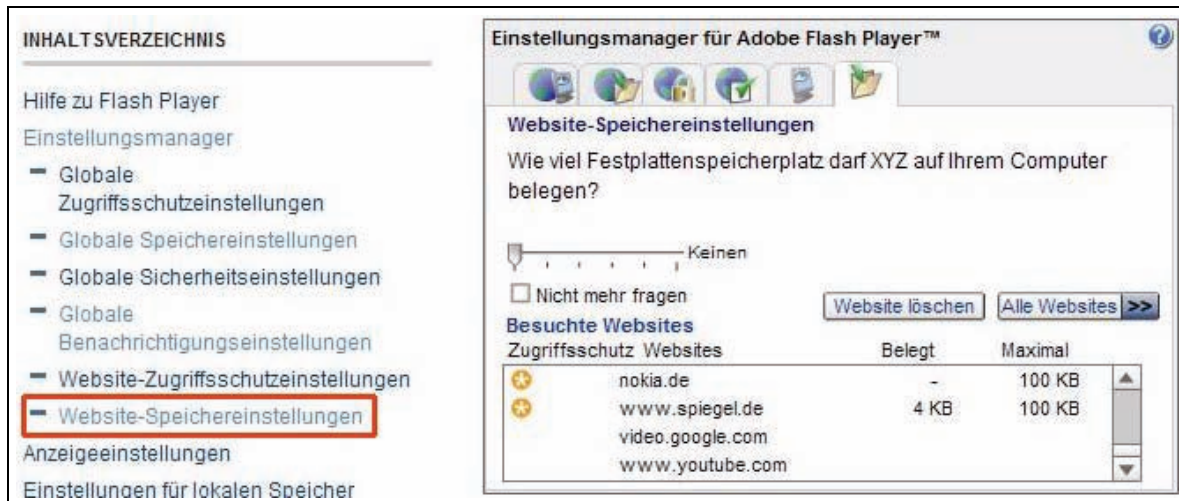 INHALTSVERZEICHNIS
Hilfe zu Flash Player
Einstellungsmanager
Globale
Zugriffsschutzeinstellungen
Globale Speichereinstellungen
Globale Sicherheitseinstellungen
Globale
Benachrichtigungseinstellungen
Website-Zugriffsschutzeinstellungen
Website-Speichereinstellungen
Anzeigeeinstellungen
Einstellungen für lokalen Speicher
Einstellungsmanager für Adobe Flash Player™
Website-Speichereinstellungen
Wie viel Festplattenspeicherplatz darf XYZ auf Ihrem Computer
belegen?
Keinen
Nicht mehr fragen
Website löschen Alle Websites >>
Besuchte Websites
Zugriffsschutz Websites Belegt Maximal
nokia.de - 100 KB
www.spiegel.de 4 KB 100 KB
video.google.com
www.youtube.com